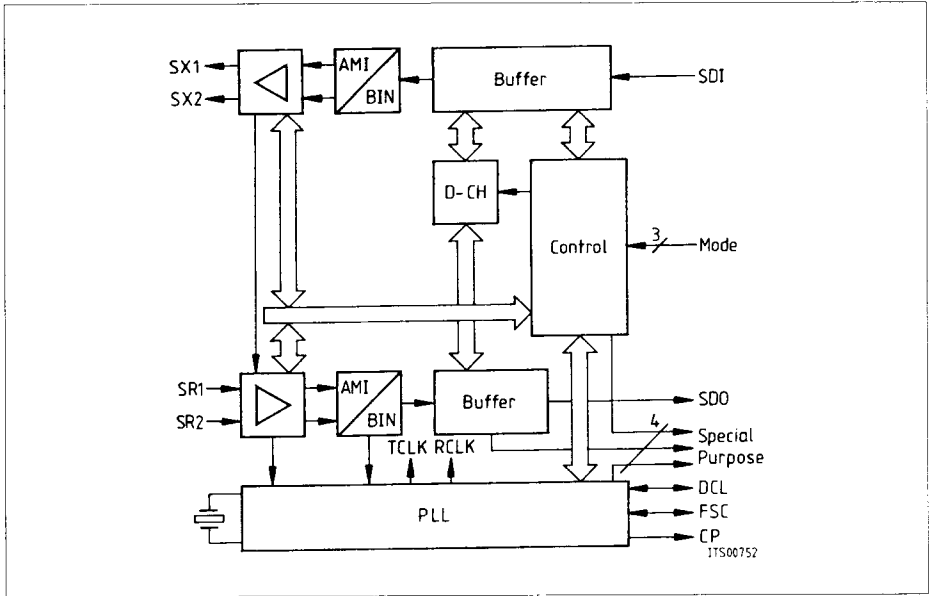 SX1
SX2
AMI
BIN
Buffer
SDI
D-CH
Control
3
Mode
SR1
SR2
AMI
BIN
Buffer
SDO
4
Special
Purpose
TCLK RCLK
PLL
DCL
FSC
CP
ITS00752